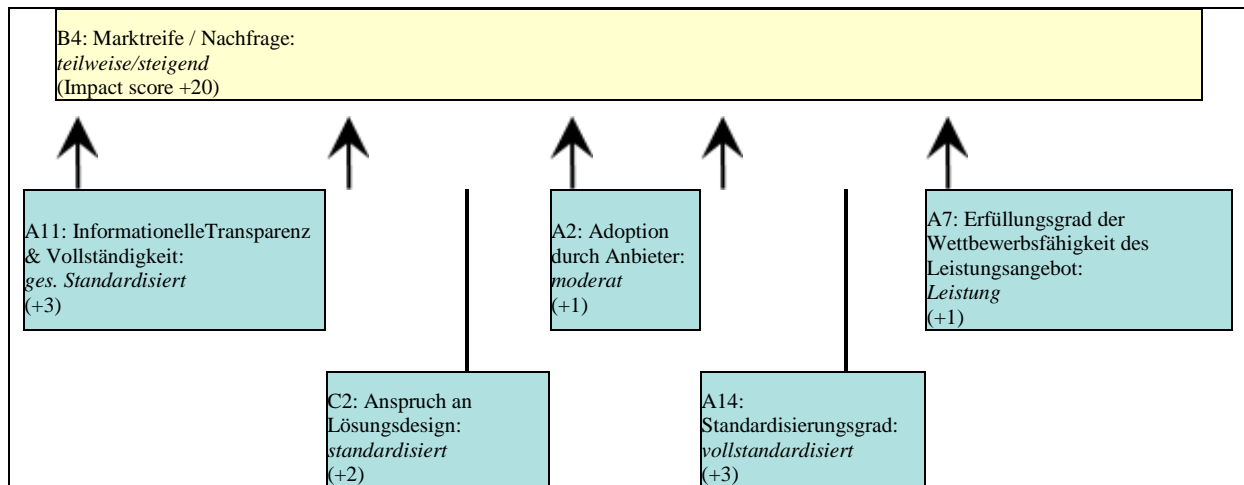 B4: Marktreife / Nachfrage:
teilweise/steigend
(Impact score +20)
A11: InformationelleTransparenz
& Vollständigkeit:
ges. Standardisiert
(+3)
A2: Adoption
durch Anbieter:
moderat
(+1)
A7: Erfüllungsgrad der
Wettbewerbsfähigkeit des
Leistungsangebot:
Leistung
(+1)
C2: Anspruch an
Lösungsdesign:
standardisiert
(+2)
A14:
Standardisierungsgrad:
vollstandardisiert
(+3)